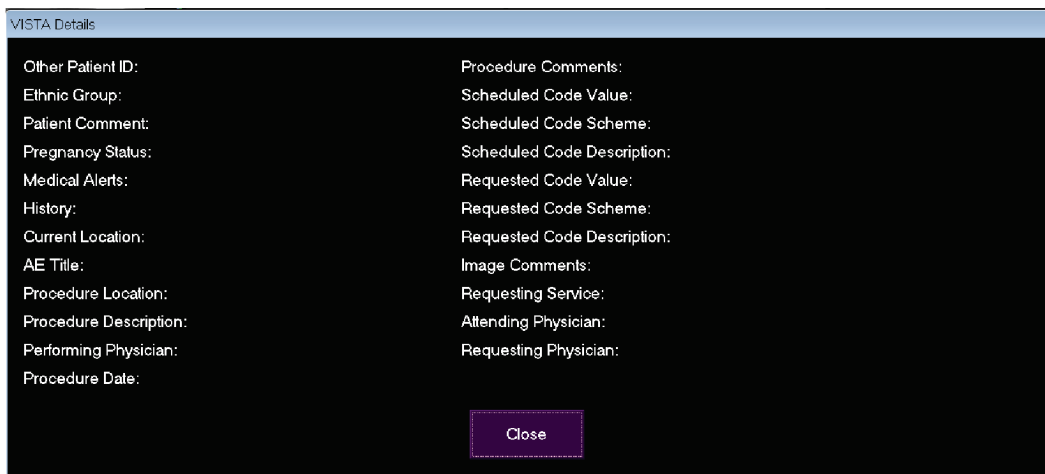 VISTA Details
Other Patient ID:
Ethnic Group:
Patient Comment:
Pregnancy Status:
Medical Alerts:
History:
Current Location:
AE Title:
Procedure Location:
Procedure Description:
Performing Physician:
Procedure Date:
Procedure Comments:
Scheduled Code Value:
Scheduled Code Scheme:
Scheduled Code Description:
Requested Code Value:
Requested Code Scheme:
Requested Code Description:
Image Comments:
Requesting Service:
Attending Physician:
Requesting Physician:
Close